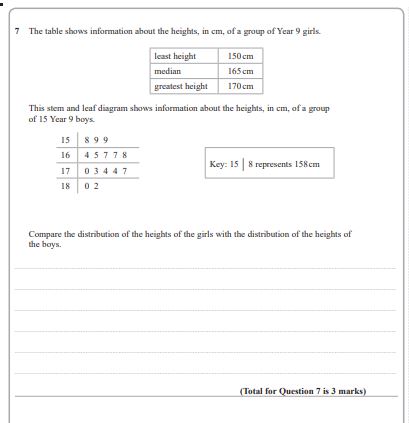 7 The table shows information about the heights, in cm, of a group of Year 9 girls.
least height 150 cm
median 165 cm
greatest height 170 cm
This stem and leaf diagram shows information about the heights, in cm, of a group
of 15 Year 9 boys.
15 | 8 9 9
16 | 4 5 7 7 8
17 | 0 3 4 4 7
18 | 0 2
Key: 15 | 8 represents 158 cm
Compare the distribution of the heights of the girls with the distribution of the heights of
the boys.
(Total for Question 7 is 3 marks)